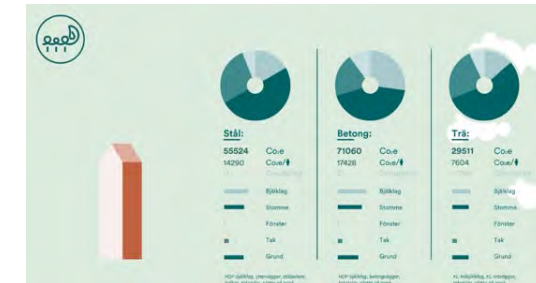 Stål:
55524 Co₂e
14290 Co₂e/
Bjälklag
Stomme
Fönster
Tak
Grund
Betong:
71060 Co₂e
17428 Co₂e/
Bjälklag
Stomme
Fönster
Tak
Grund
Trä:
29511 Co₂e
7604 Co₂e/
Bjälklag
Stomme
Fönster
Tak
Grund